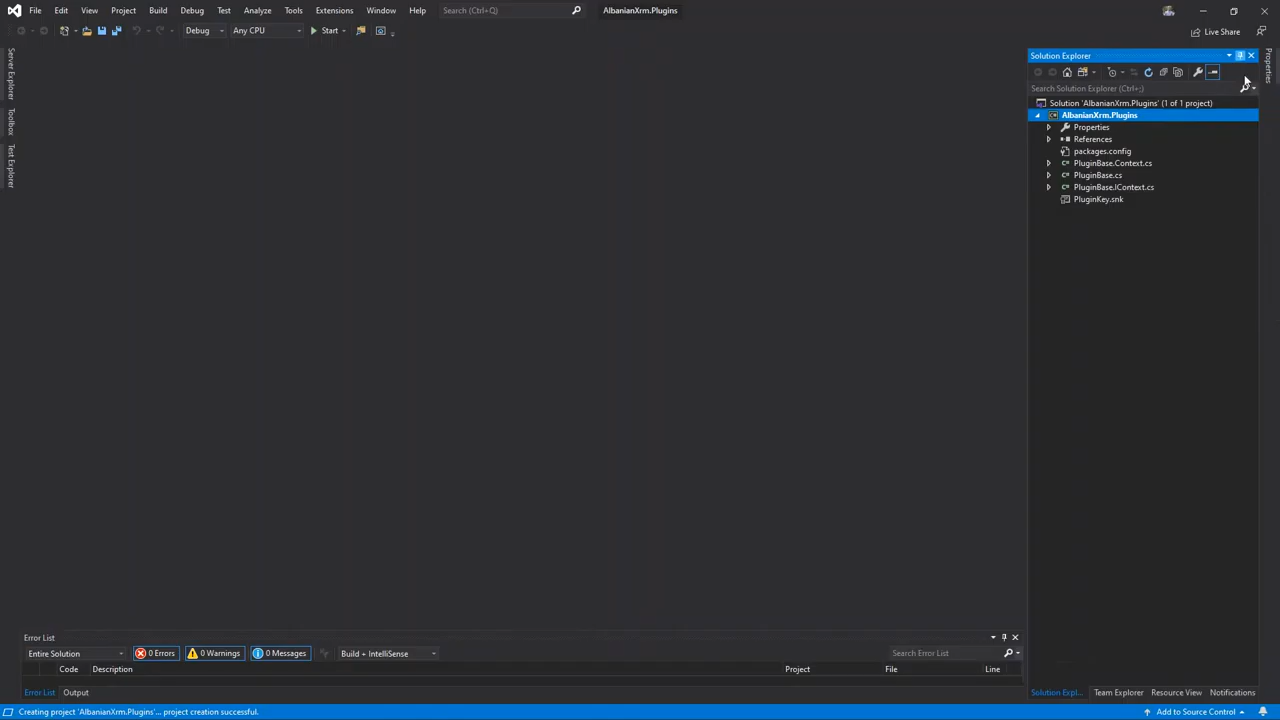 File Edit View Project Build Debug Test Analyze Tools Extensions Window Help Search (Ctrl+Q) AlbanianXrm.Plugins
Debug Any CPU Start Live Share
Server Explorer
Toolbox
Test Explorer
Solution Explorer
Properties
Search Solution Explorer (Ctrl+;)
Solution 'AlbanianXrm.Plugins' (1 of 1 project)
AlbanianXrm.Plugins
Properties
References
packages.config
PluginBase.Context.cs
PluginBase.cs
PluginBase.IContext.cs
PluginKey.snk
Error List
Entire Solution 0 Errors 0 Warnings 0 Messages Build + IntelliSense Search Error List
Code Description Project File Line
Error List Output
Solution Expl... Team Explorer Resource View Notifications
Creating project 'AlbanianXrm.Plugins'... project creation successful. Add to Source Control